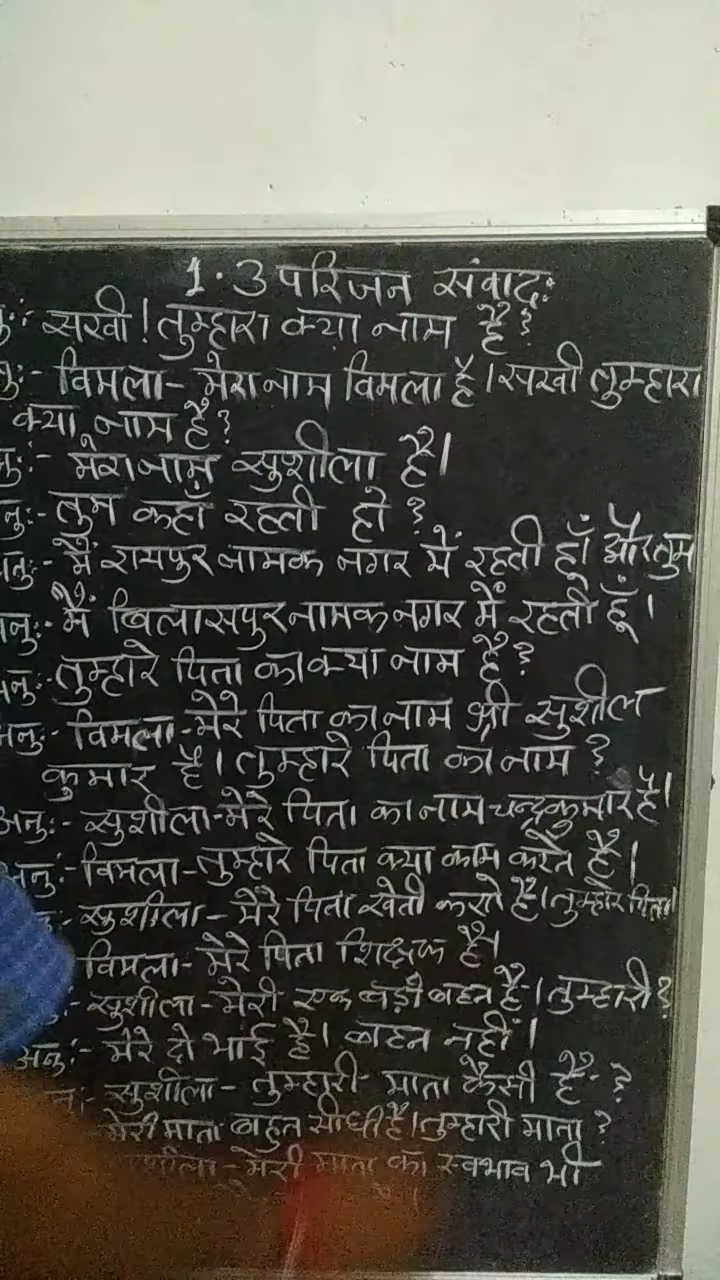 1.3 परिजन संवाद:
नु:- सखी! तुम्हारा क्या नाम है?
नु:- विमला - मेरा नाम विमला है। सखी तुम्हारा
क्या नाम है?
नु:- मेरा नाम सुशीला है।
नु:- तुम कहाँ रहती हो?
नु:- मैं रायपुर नामक नगर में रहती हाँ और तुम
नु:- मैं बिलासपुर नामक नगर में रहती हूँ।
नु:- तुम्हारे पिता का क्या नाम है?
नु:- विमला - मेरे पिता का नाम श्री सुशील
कुमार है। तुम्हारे पिता का नाम?
अनु:- सुशीला - मेरे पिता का नाम चन्द्रकुमार है।
अनु:- विमला - तुम्हारे पिता क्या काम करते है।
सुशीला - मेरे पिता खेती करते है। तुम्हारे पिता।
विमला - मेरे पिता शिक्षक है।
सुशीला - मेरी एक बड़ी बहन है। तुम्हारी?
अनु:- मेरे दो भाई है। बहन नहीं।
सुशीला - तुम्हारी माता कैसी है?
मेरी माता बहुत सीधी है। तुम्हारी माता?
मेरी माता का स्वभाव भी